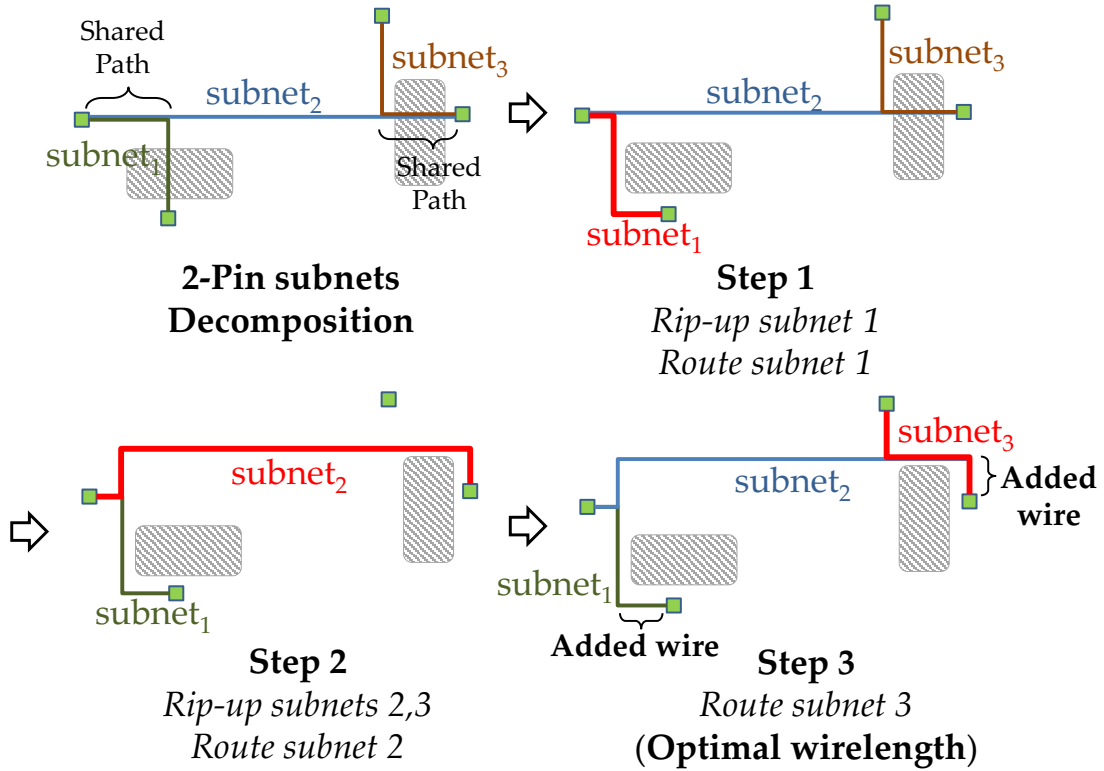 Shared
Path
subnet₂
subnet₃
subnet₁
Shared
Path
2-Pin subnets
Decomposition
subnet₂
subnet₃
subnet₁
Step 1
Rip-up subnet 1
Route subnet 1
subnet₂
subnet₁
Step 2
Rip-up subnets 2,3
Route subnet 2
subnet₃
subnet₂
Added
wire
subnet₁
Added wire
Step 3
Route subnet 3
(Optimal wirelength)